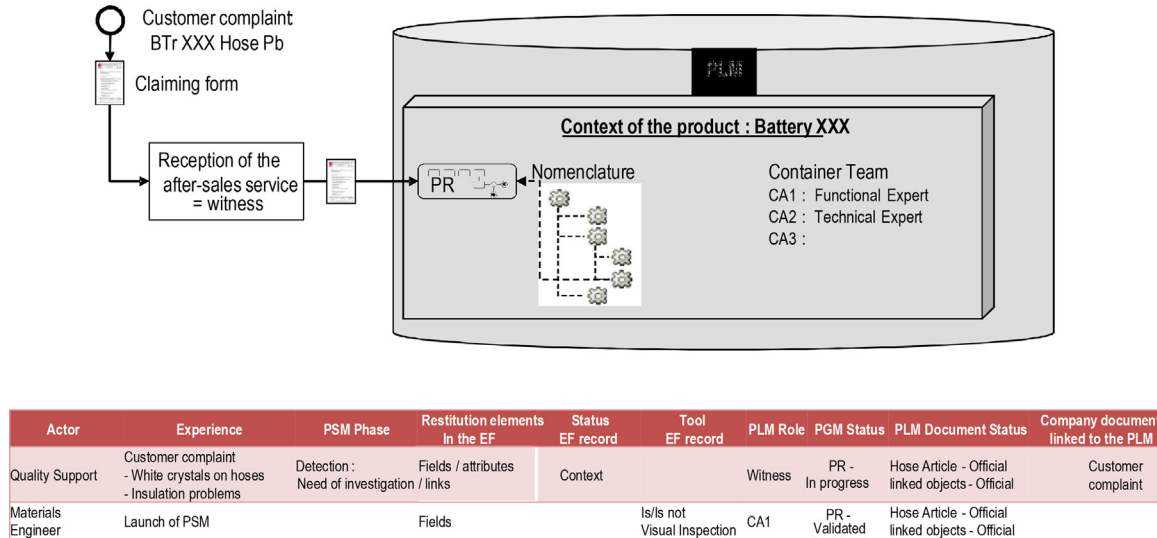 Customer complaint
BTr XXX Hose Pb
Claiming form
PLM
Context of the product : Battery XXX
Reception of the
after-sales service
= witness
PR
Nomenclature
Container Team
CA1 : Functional Expert
CA2 : Technical Expert
CA3 :
Actor Experience PSM Phase Restitution elements In the EF Status EF record Tool EF record PLM Role PGM Status PLM Document Status Company document linked to the PLM
Quality Support Customer complaint - White crystals on hoses - Insulation problems Detection : Need of investigation Fields / attributes / links Context Witness PR - In progress Hose Article - Official linked objects - Official Customer complaint
Materials Engineer Launch of PSM Fields Is/Is not Visual Inspection CA1 PR - Validated Hose Article - Official linked objects - Official